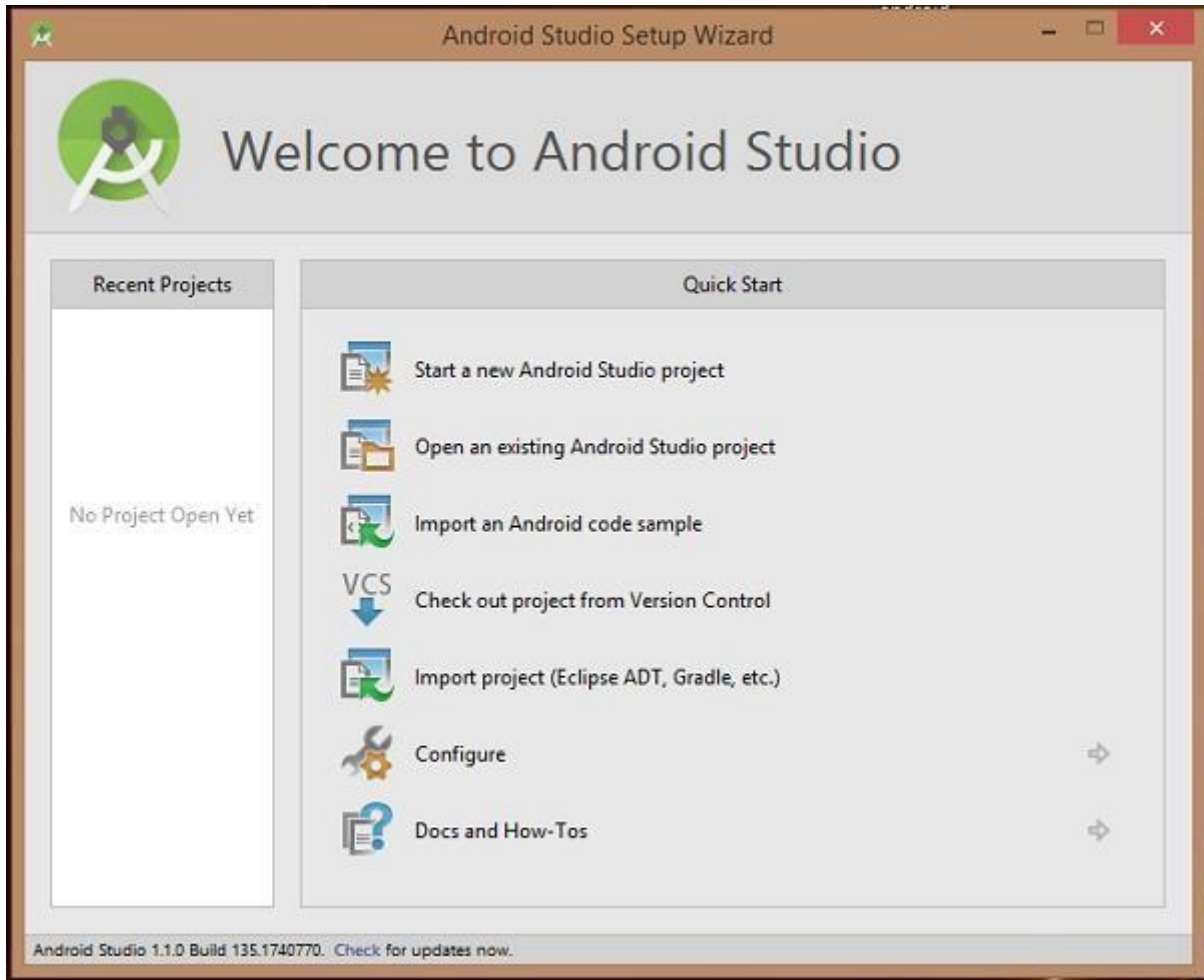 Android Studio Setup Wizard
Welcome to Android Studio
Recent Projects
No Project Open Yet
Quick Start
Start a new Android Studio project
Open an existing Android Studio project
Import an Android code sample
VCS
Check out project from Version Control
Import project (Eclipse ADT, Gradle, etc.)
Configure
Docs and How-Tos
Android Studio 1.1.0 Build 135.1740770. Check for updates now.